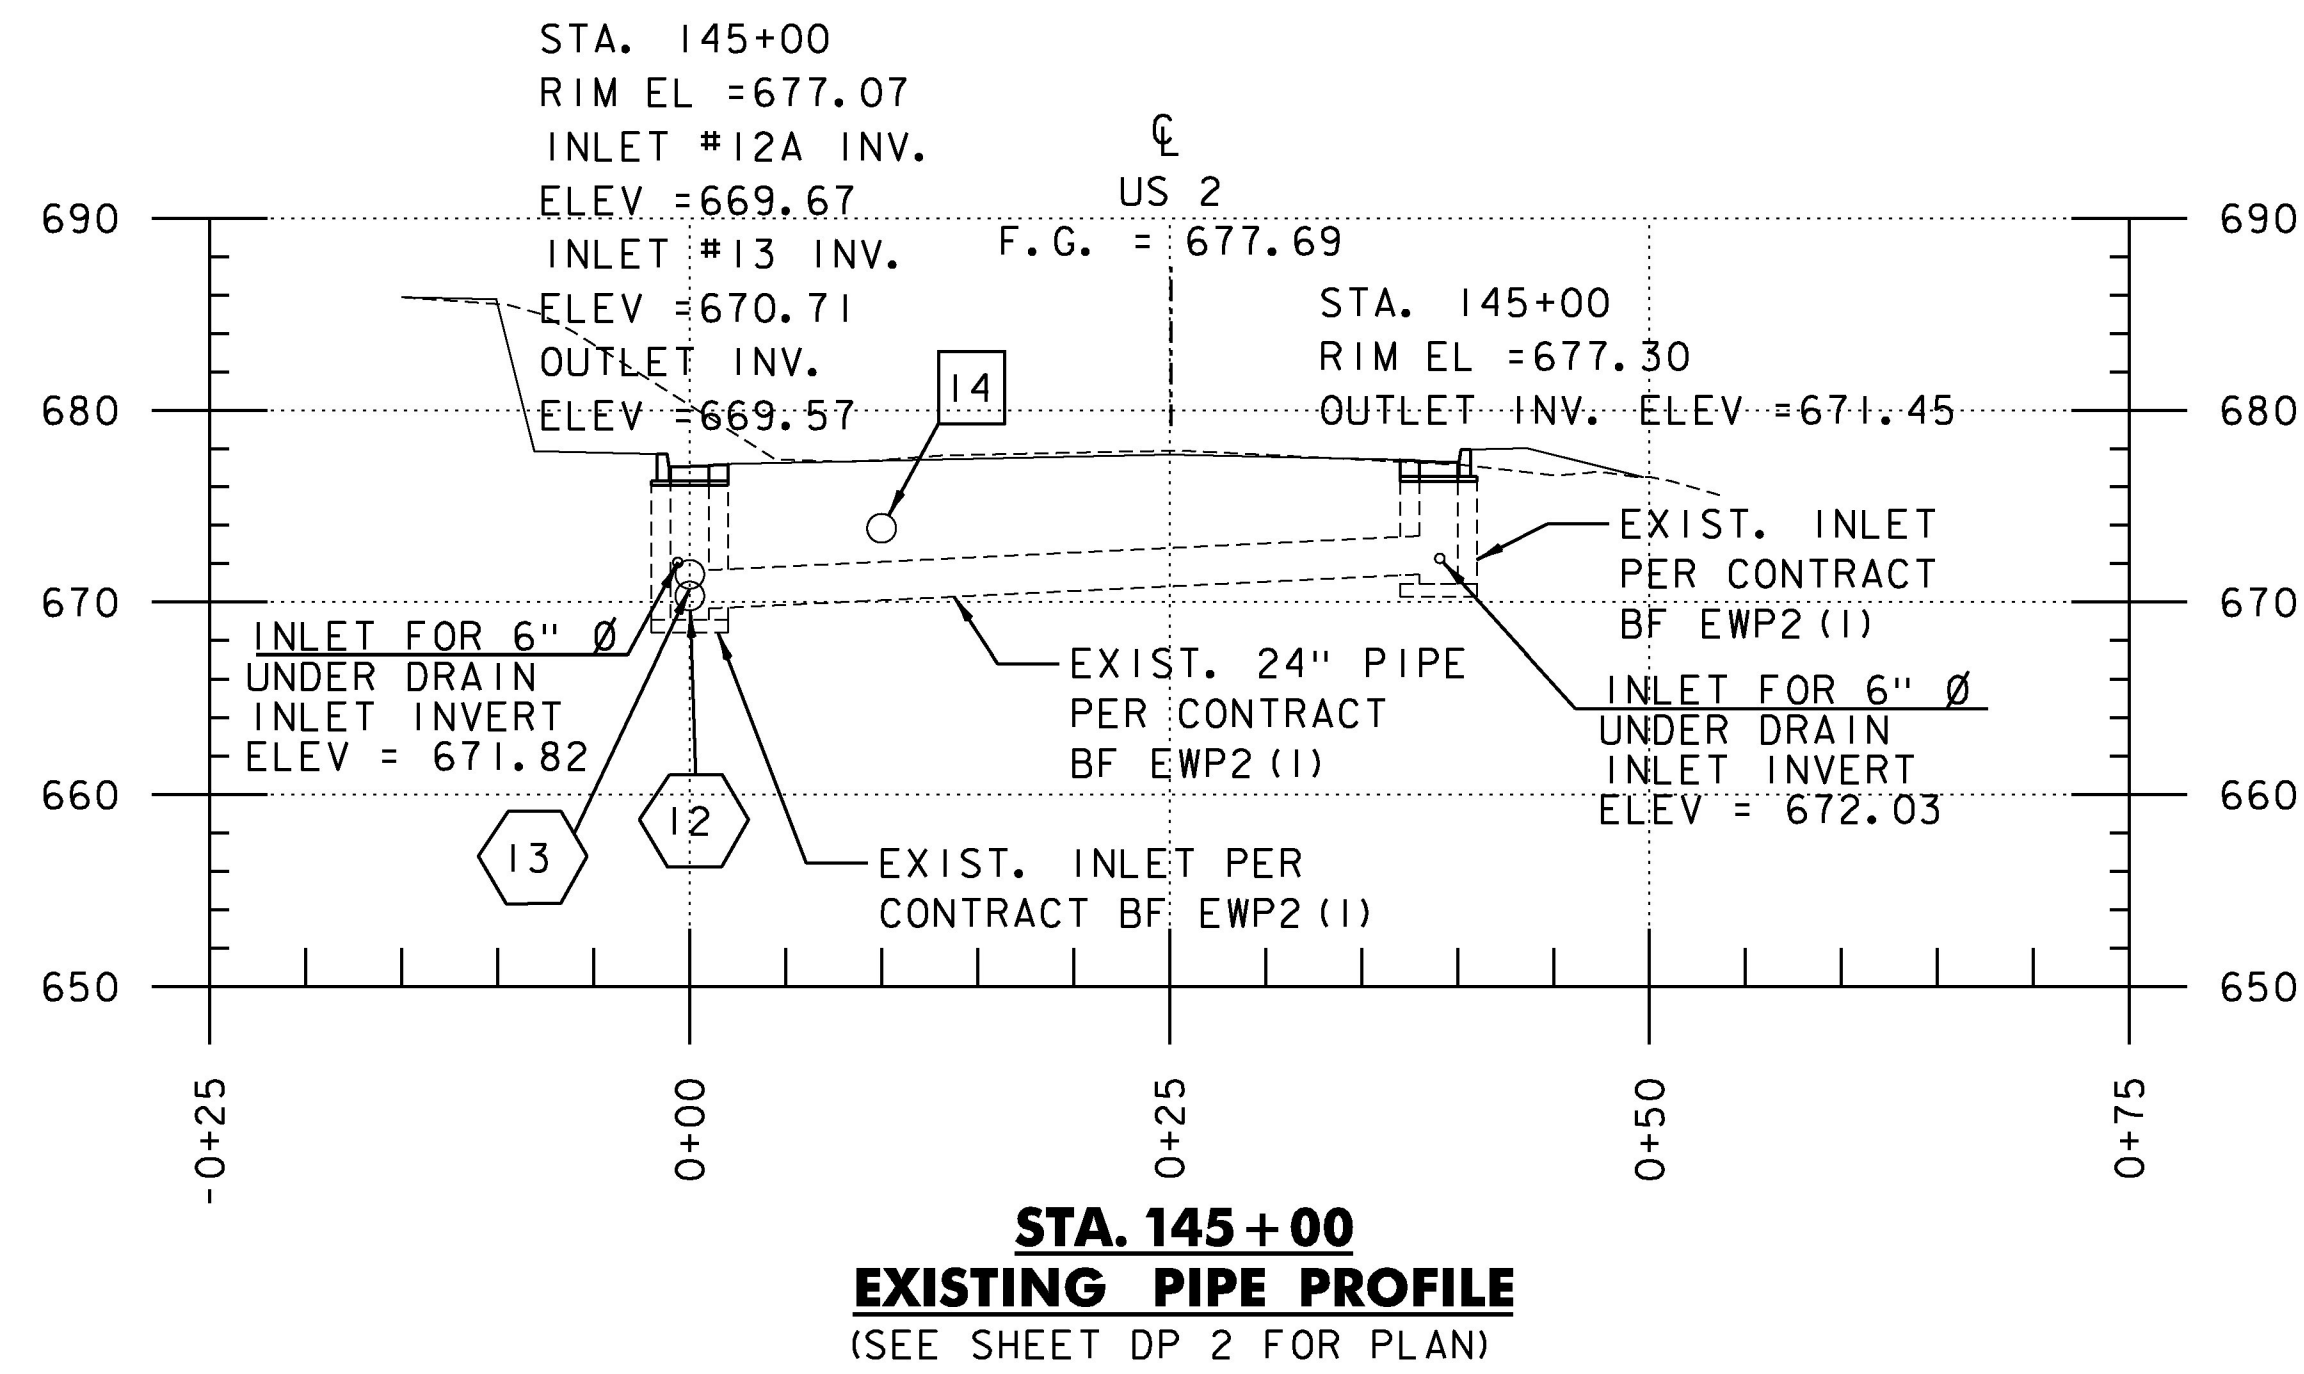 STA. 145+00
RIM EL =677.07
INLET #12A INV.
ELEV =669.67
INLET #13 INV.
ELEV =670.71
OUTLET INV.
ELEV =669.57
℄
US 2
F.G. = 677.69
STA. 145+00
RIM EL =677.30
OUTLET INV. ELEV =671.45
14
690
680
670
660
650
690
680
670
660
650
EXIST. INLET
PER CONTRACT
BF EWP2(1)
INLET FOR 6" Ø
UNDER DRAIN
INLET INVERT
ELEV = 671.82
EXIST. 24" PIPE
PER CONTRACT
BF EWP2(1)
INLET FOR 6" Ø
UNDER DRAIN
INLET INVERT
ELEV = 672.03
13
12
EXIST. INLET PER
CONTRACT BF EWP2(1)
-0+25
0+00
0+25
0+50
0+75
STA. 145+00
EXISTING PIPE PROFILE
(SEE SHEET DP 2 FOR PLAN)